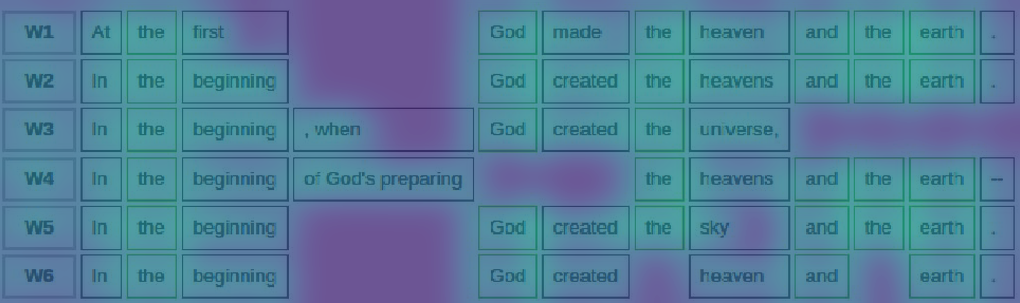 W1 At the first God made the heaven and the earth .
W2 In the beginning God created the heavens and the earth .
W3 In the beginning , when God created the universe,
W4 In the beginning of God's preparing the heavens and the earth --
W5 In the beginning God created the sky and the earth .
W6 In the beginning God created heaven and earth .